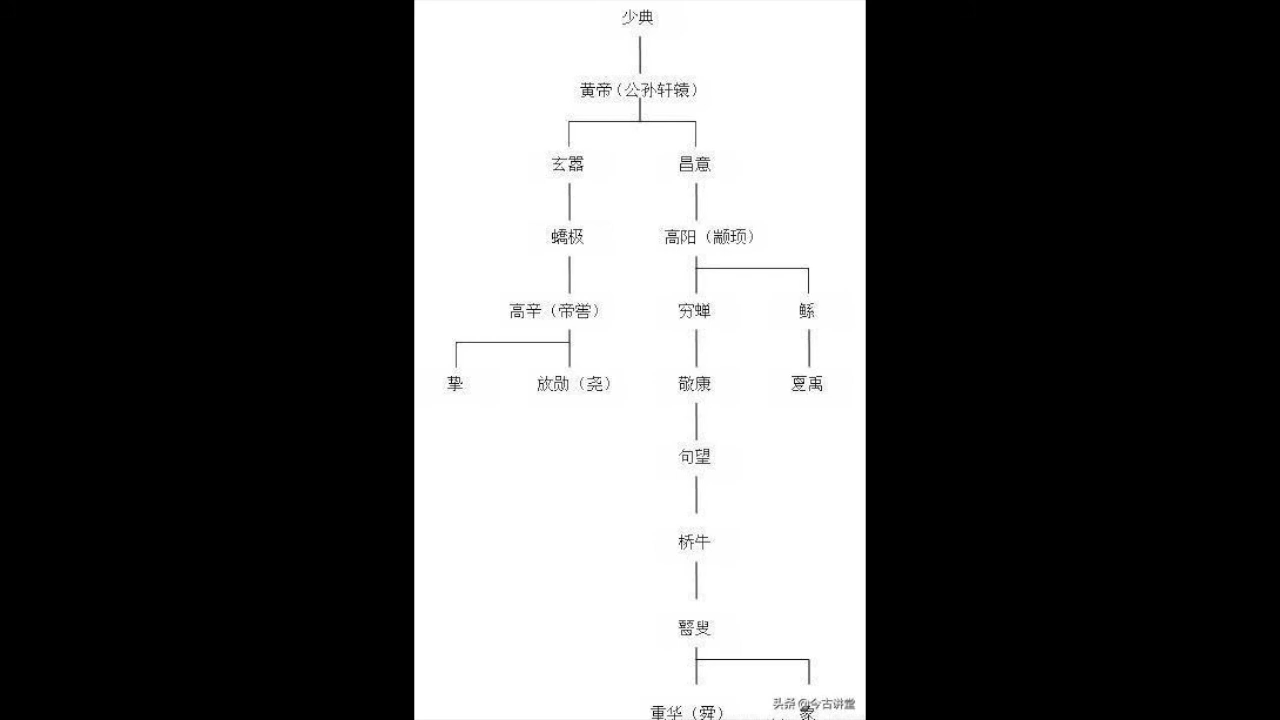 少典
黄帝（公孙轩辕）
玄嚣 昌意
蟜极 高阳（颛顼）
高辛（帝喾） 穷蝉 鲧
挚 放勋（尧） 敬康 夏禹
句望
桥牛
瞽叟
重华（舜） 象
头条 @今古讲堂